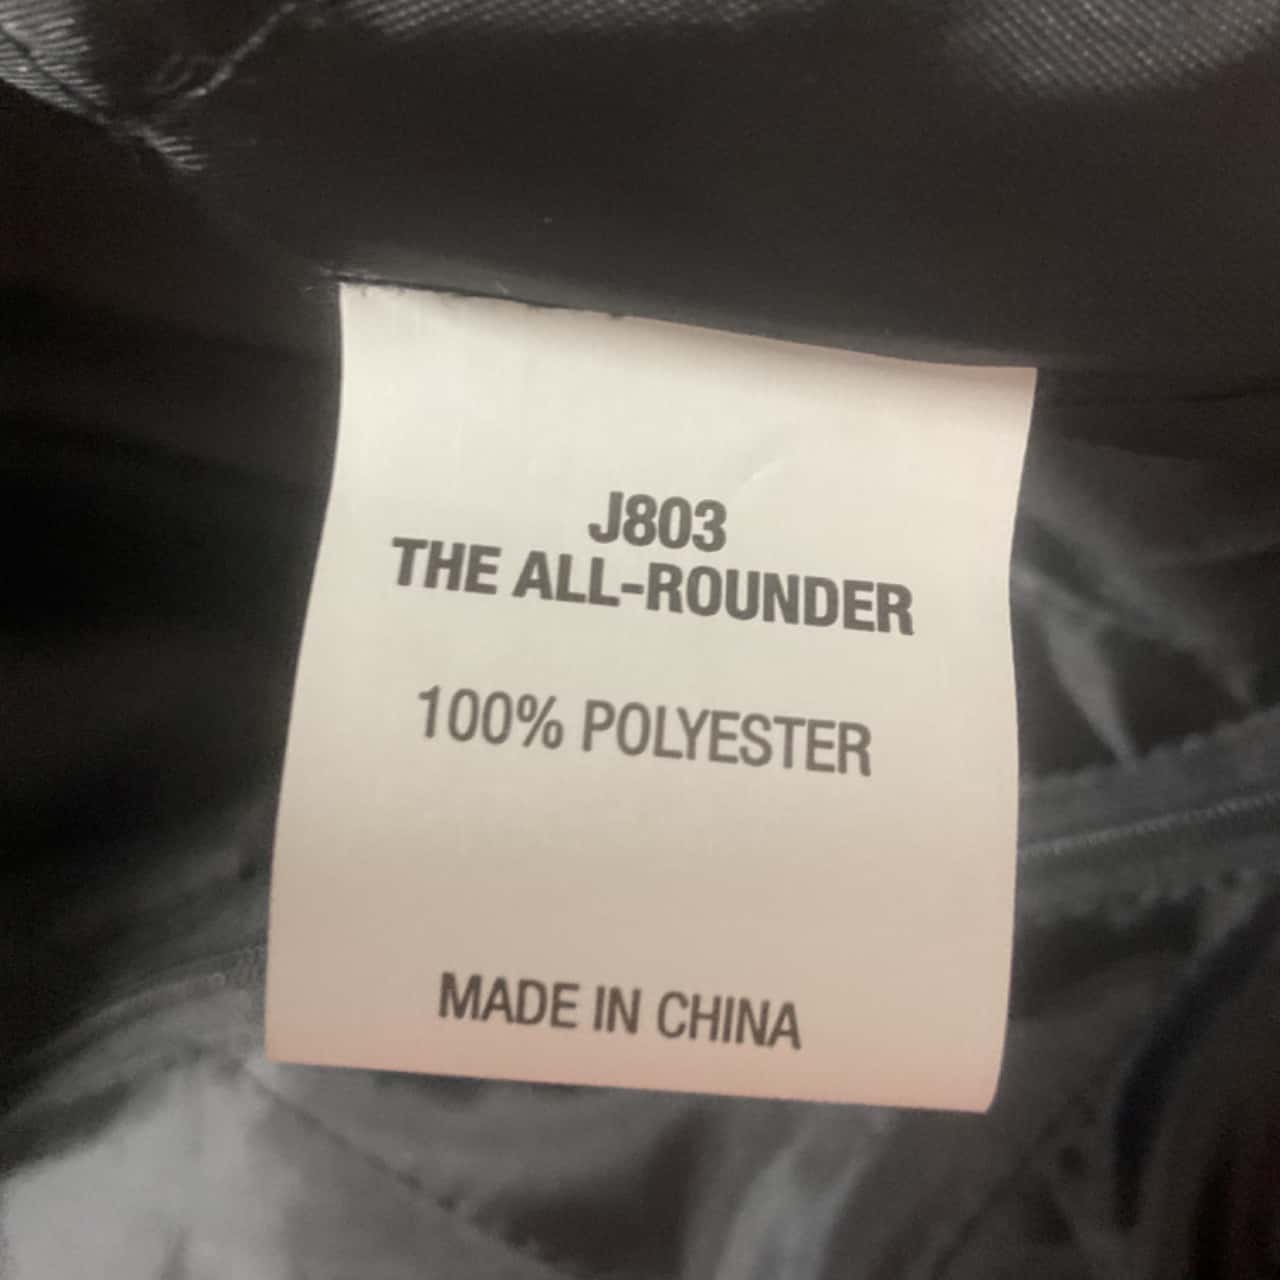 J803
THE ALL-ROUNDER
100% POLYESTER
MADE IN CHINA